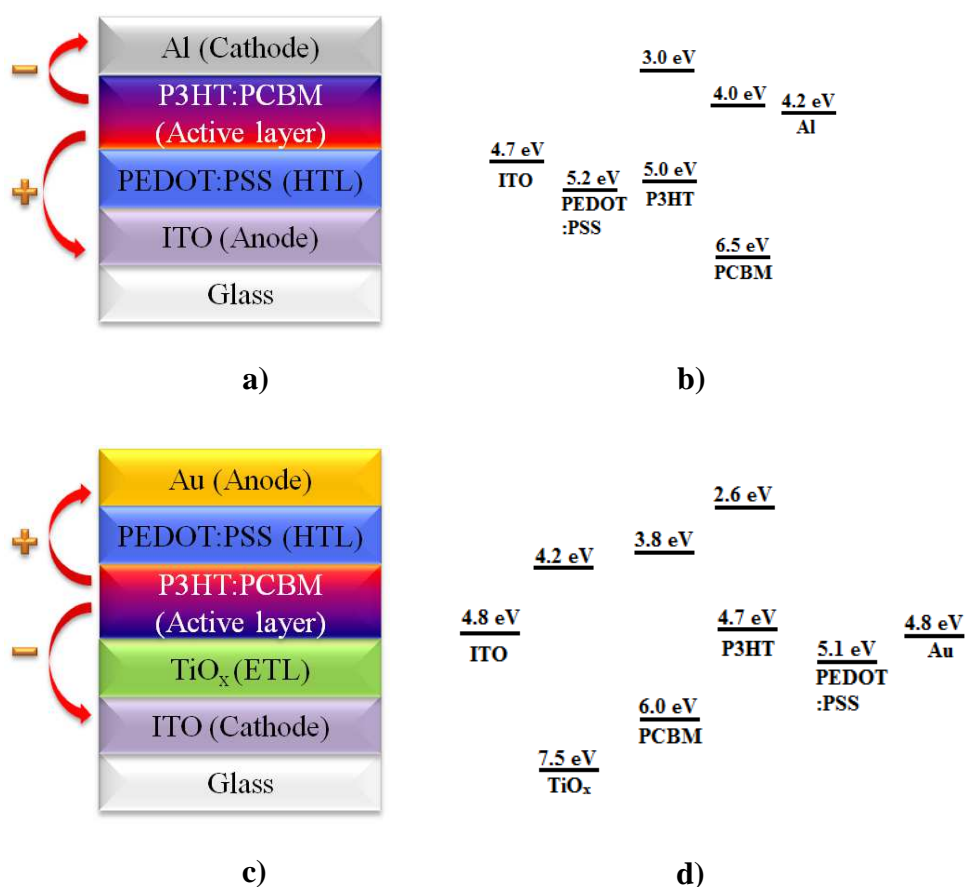 Al (Cathode)
P3HT:PCBM
(Active layer)
PEDOT:PSS (HTL)
ITO (Anode)
Glass
−
+
a)
3.0 eV
4.0 eV
4.2 eV
Al
4.7 eV
ITO
5.2 eV
PEDOT
:PSS
5.0 eV
P3HT
6.5 eV
PCBM
b)
Au (Anode)
PEDOT:PSS (HTL)
P3HT:PCBM
(Active layer)
TiOx (ETL)
ITO (Cathode)
Glass
+
−
c)
2.6 eV
3.8 eV
4.2 eV
4.8 eV
ITO
4.7 eV
P3HT
4.8 eV
Au
5.1 eV
PEDOT
:PSS
6.0 eV
PCBM
7.5 eV
TiOx
d)